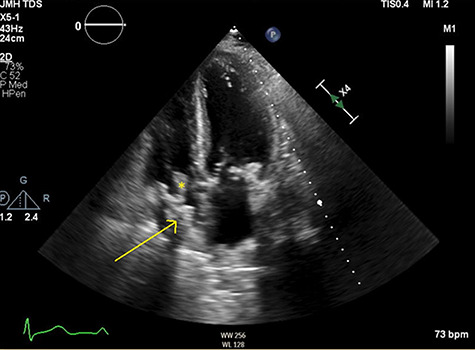 JMH TDS
X5-1
43Hz
24cm
2D
73%
C 52
P Med
HPen
G
P
R
1.2 2.4
0
P
X4
TIS0.4 MI 1.2
M1
*
73 bpm
WW 256
WL 128